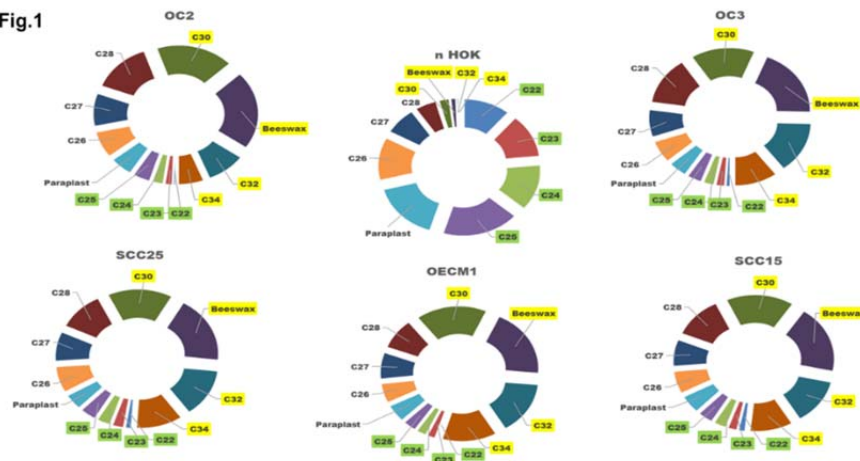 Fig.1
OC2
C30
C28
C27
C26
Paraplast
C25
C24
C23
C22
C34
C32
Beeswax
n HOK
Beeswax
C32
C34
C30
C22
C28
C23
C27
C26
C24
Paraplast
C25
OC3
C30
C28
Beeswax
C27
C26
C32
Paraplast
C25
C24
C23
C22
C34
SCC25
C30
C28
Beeswax
C27
C26
C32
Paraplast
C25
C24
C23
C22
C34
OECM1
C30
C28
Beeswax
C27
C26
C32
Paraplast
C25
C24
C23
C22
C34
SCC15
C30
C28
Beeswax
C27
C26
C32
Paraplast
C25
C24
C23
C22
C34